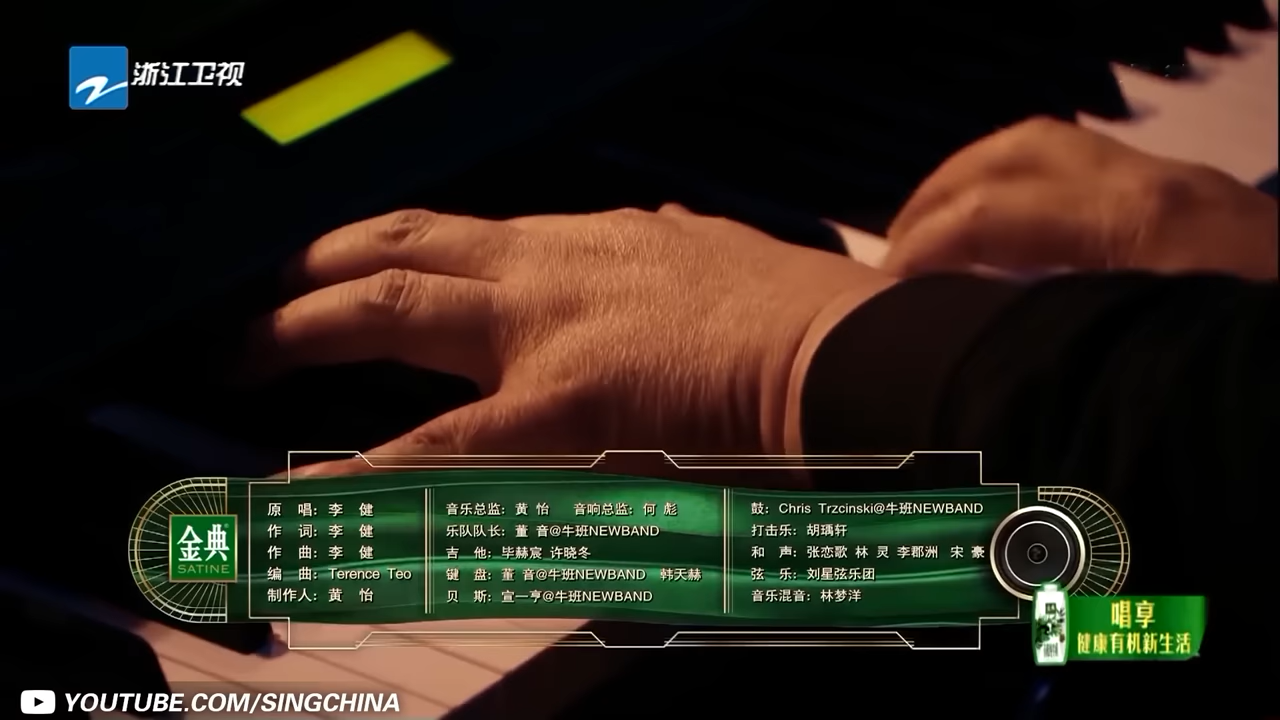 浙江卫视
金典
SATINE
原 唱：李 健
作 词：李 健
作 曲：李 健
编 曲：Terence Teo
制作人：黄 怡
音乐总监：黄 怡 音响总监：何 彪
乐队队长：董 音@牛班NEWBAND
吉 他：毕赫宸 许晓冬
键 盘：董 音@牛班NEWBAND 韩天赫
贝 斯：宣一亨@牛班NEWBAND
鼓：Chris Trzcinski@牛班NEWBAND
打击乐：胡瑀轩
和 声：张恋歌 林 灵 李郡洲 宋 豪
弦 乐：刘星弦乐团
音乐混音：林梦洋
唱享
健康有机新生活
YOUTUBE.COM/SINGCHINA